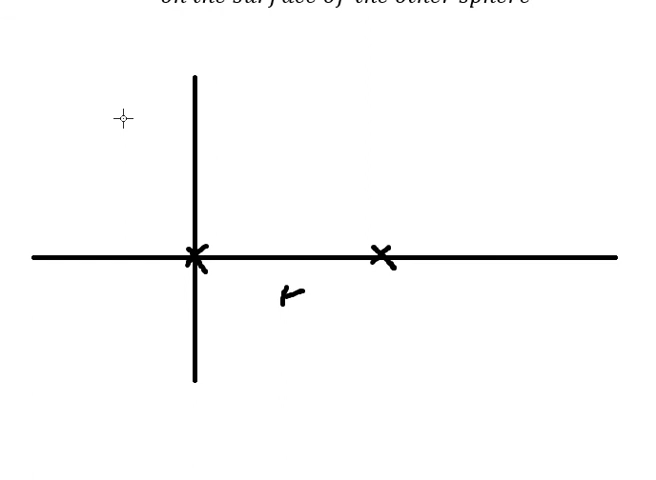 on the surface of the other sphere
r